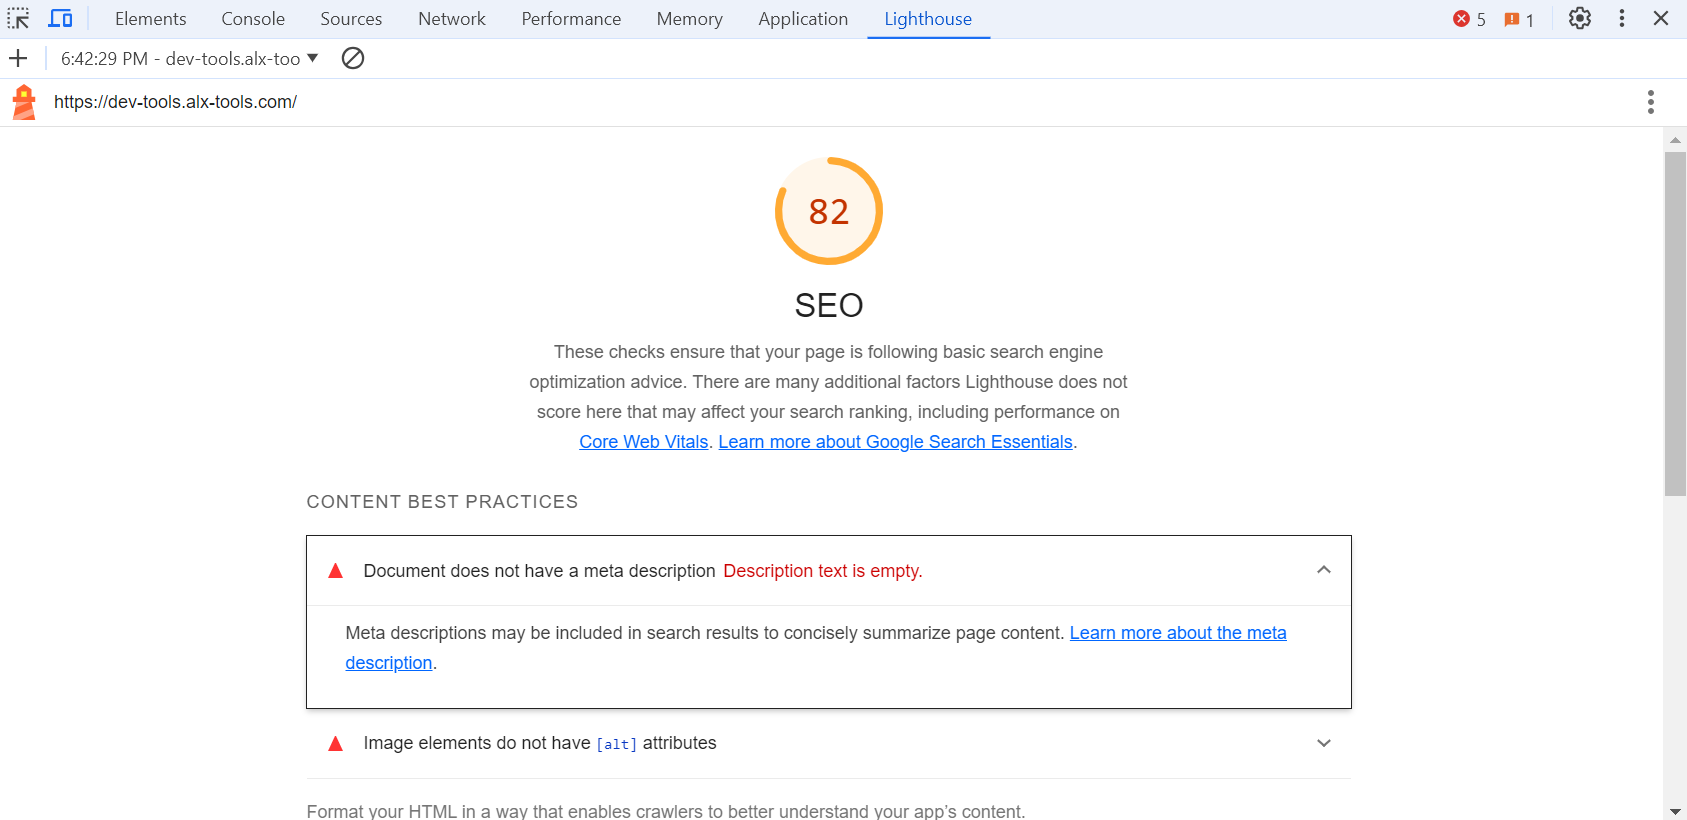 Elements Console Sources Network Performance Memory Application Lighthouse 5 1
6:42:29 PM - dev-tools.alx-too
https://dev-tools.alx-tools.com/
82
SEO
These checks ensure that your page is following basic search engine
optimization advice. There are many additional factors Lighthouse does not
score here that may affect your search ranking, including performance on
Core Web Vitals. Learn more about Google Search Essentials.
CONTENT BEST PRACTICES
Document does not have a meta description Description text is empty.
Meta descriptions may be included in search results to concisely summarize page content. Learn more about the meta
description.
Image elements do not have [alt] attributes
Format your HTML in a way that enables crawlers to better understand your app’s content.